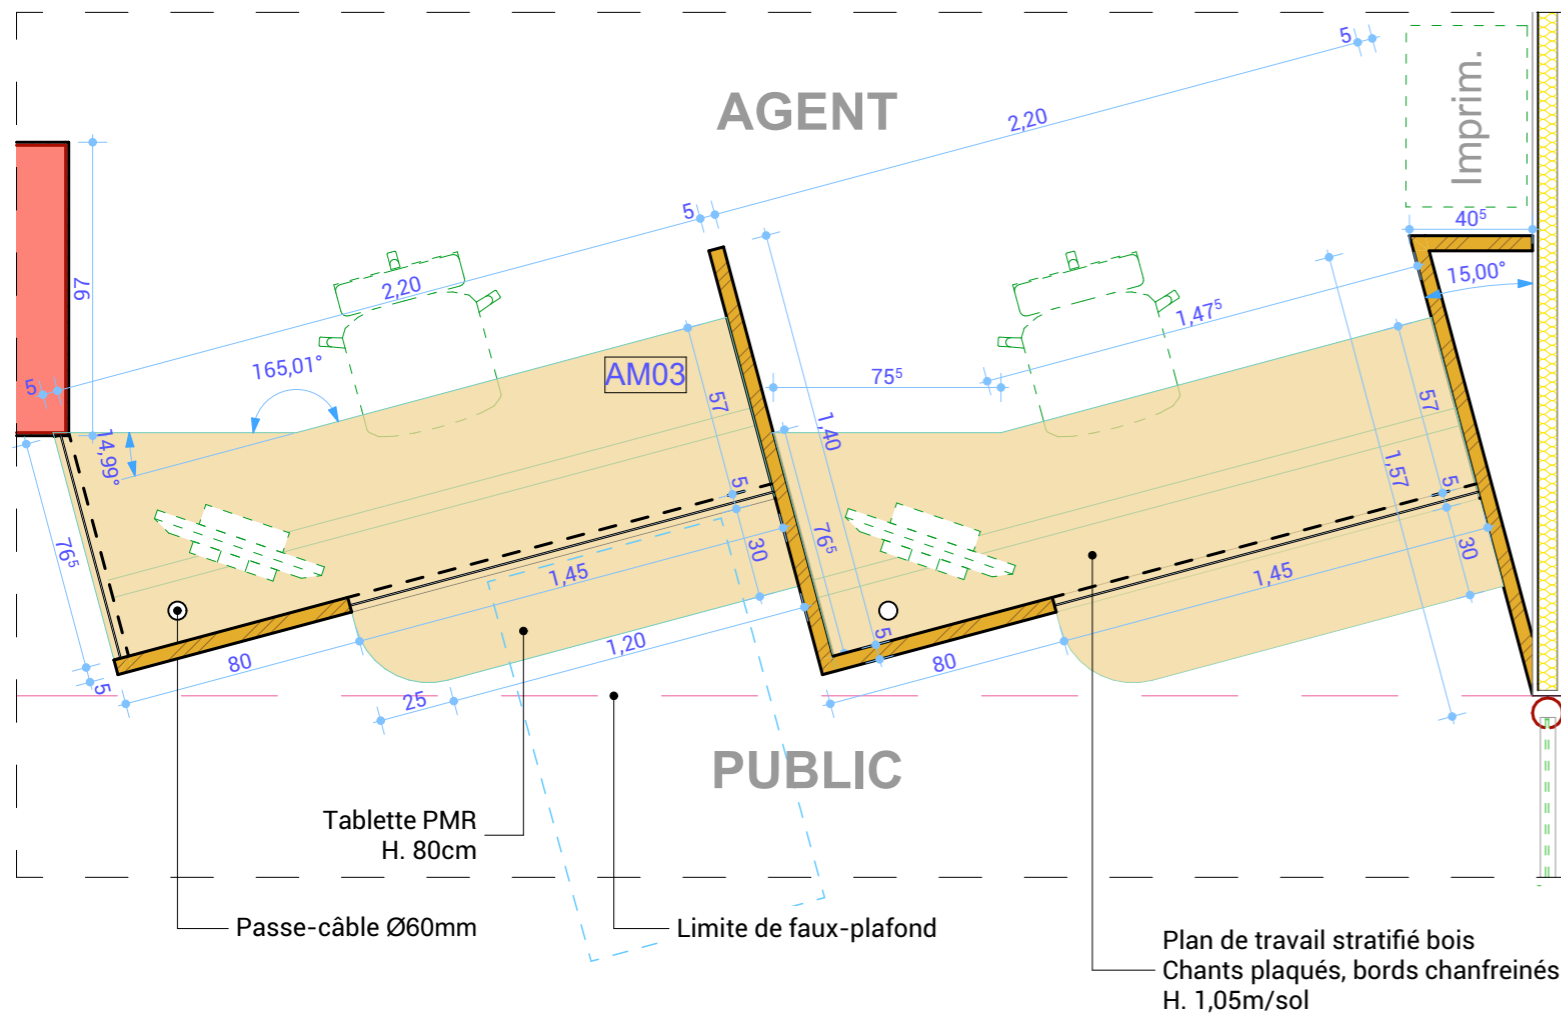 5
AGENT
2,20
Imprim.
5
40⁵
97
2,20
15,00°
1,47⁵
165,01°
AM03
75⁵
5
57
57
1,40
14,99°
1,57
5
5
76⁵
76⁵
30
30
1,45
1,45
5
1,20
80
80
5
25
PUBLIC
Tablette PMR
H. 80cm
Passe-câble Ø60mm
Limite de faux-plafond
Plan de travail stratifié bois
Chants plaqués, bords chanfreinés
H. 1,05m/sol